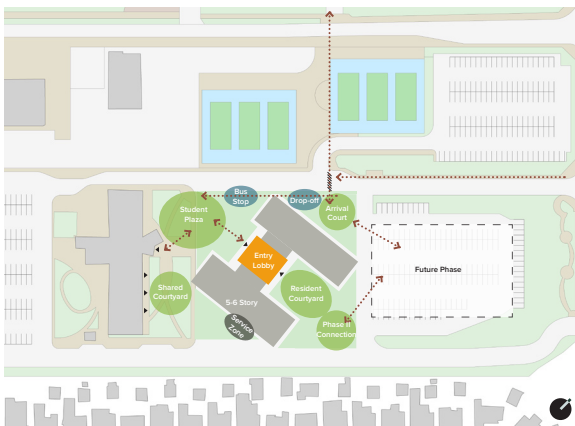 Bus
Stop
Drop-off
Student
Plaza
Arrival
Court
Entry
Lobby
Future Phase
Shared
Courtyard
Resident
Courtyard
5-6 Story
Service
Zone
Phase II
Connection